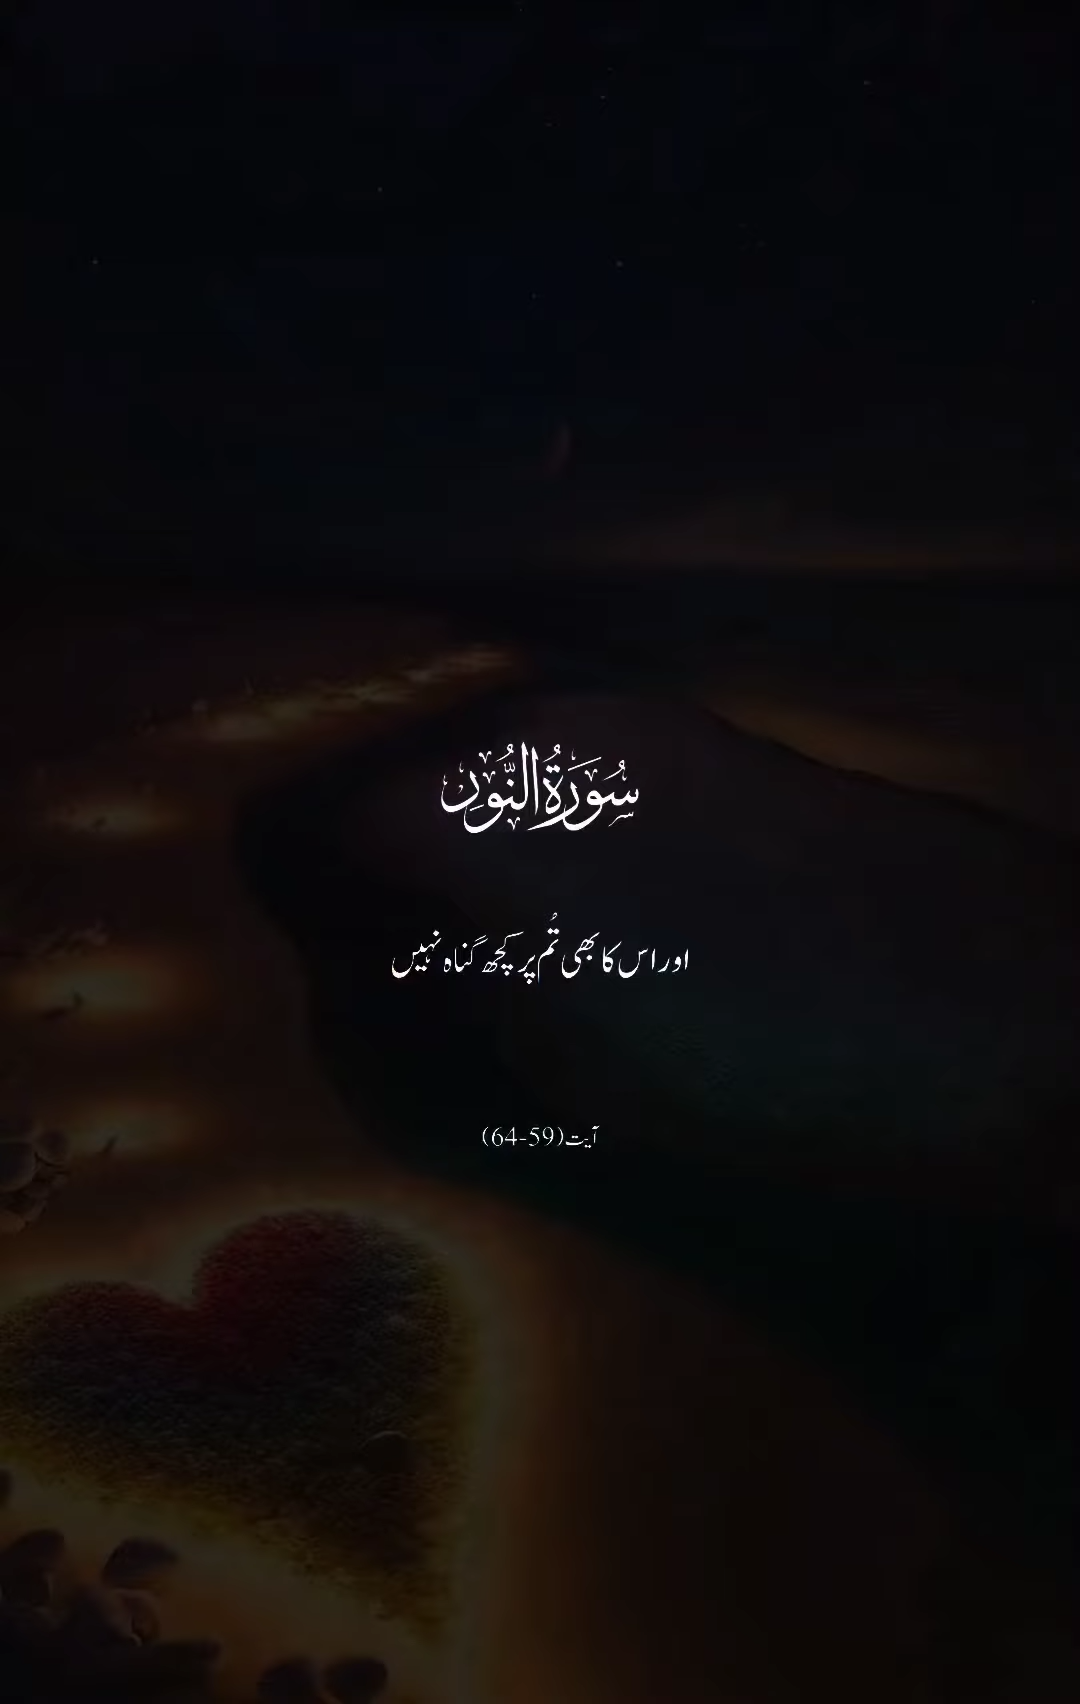 سُوْرَةُ النُّوْرِ
اور اس کا بھی تُم پر کچھ گناہ نہیں
آیت(59-64)